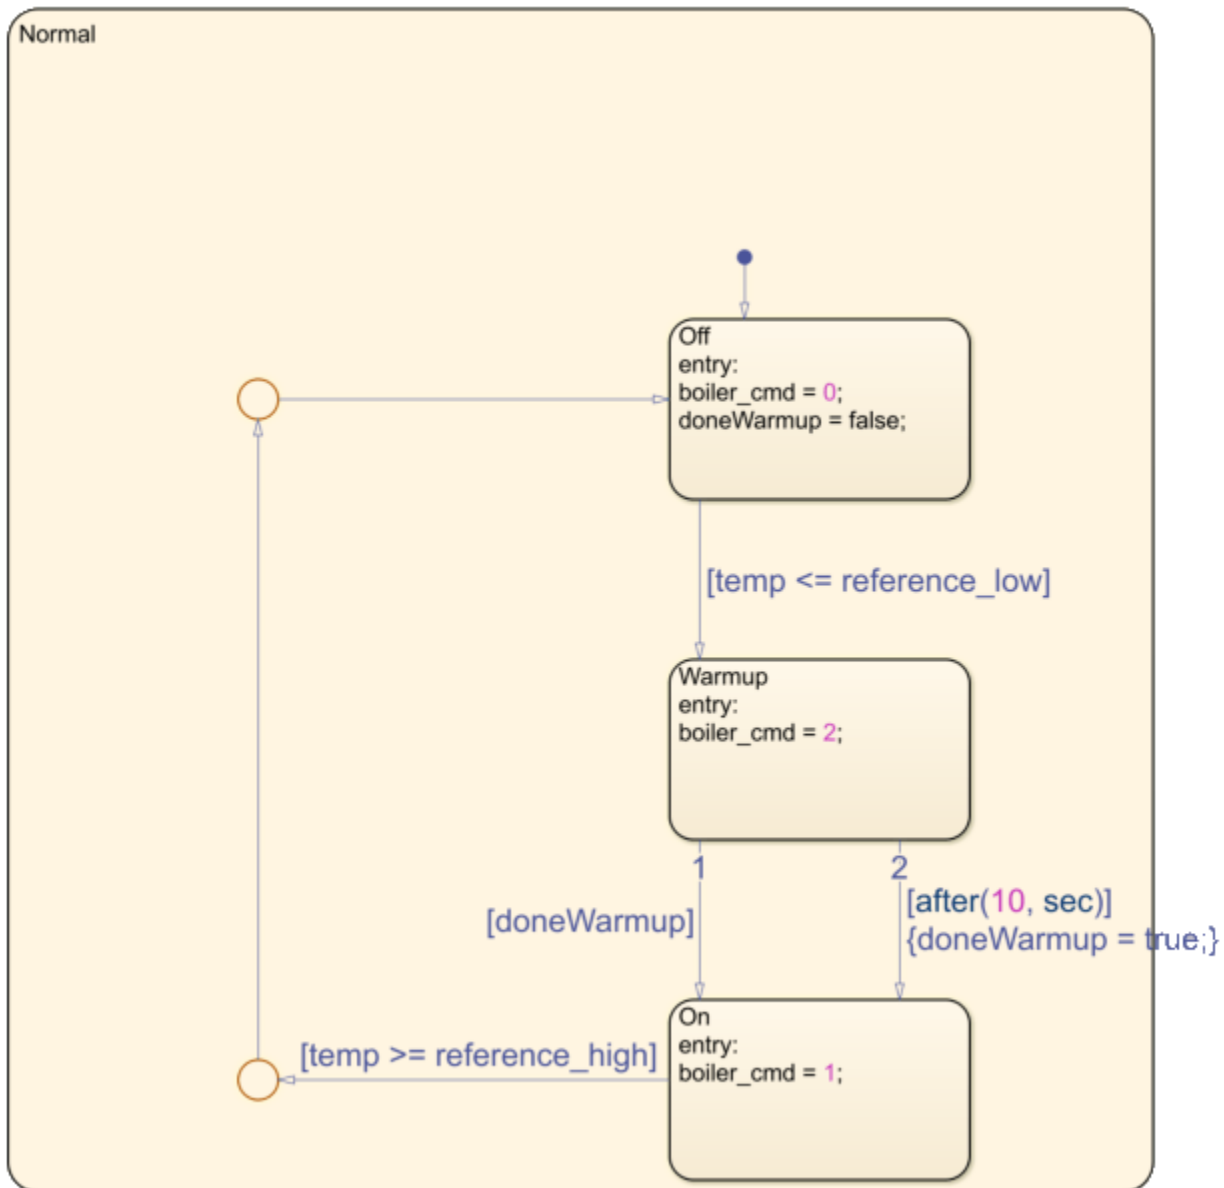 Normal
Off
entry:
boiler_cmd = 0;
doneWarmup = false;
[temp <= reference_low]
Warmup
entry:
boiler_cmd = 2;
1
2
[doneWarmup]
[after(10, sec)]
{doneWarmup = true;}
On
entry:
boiler_cmd = 1;
[temp >= reference_high]